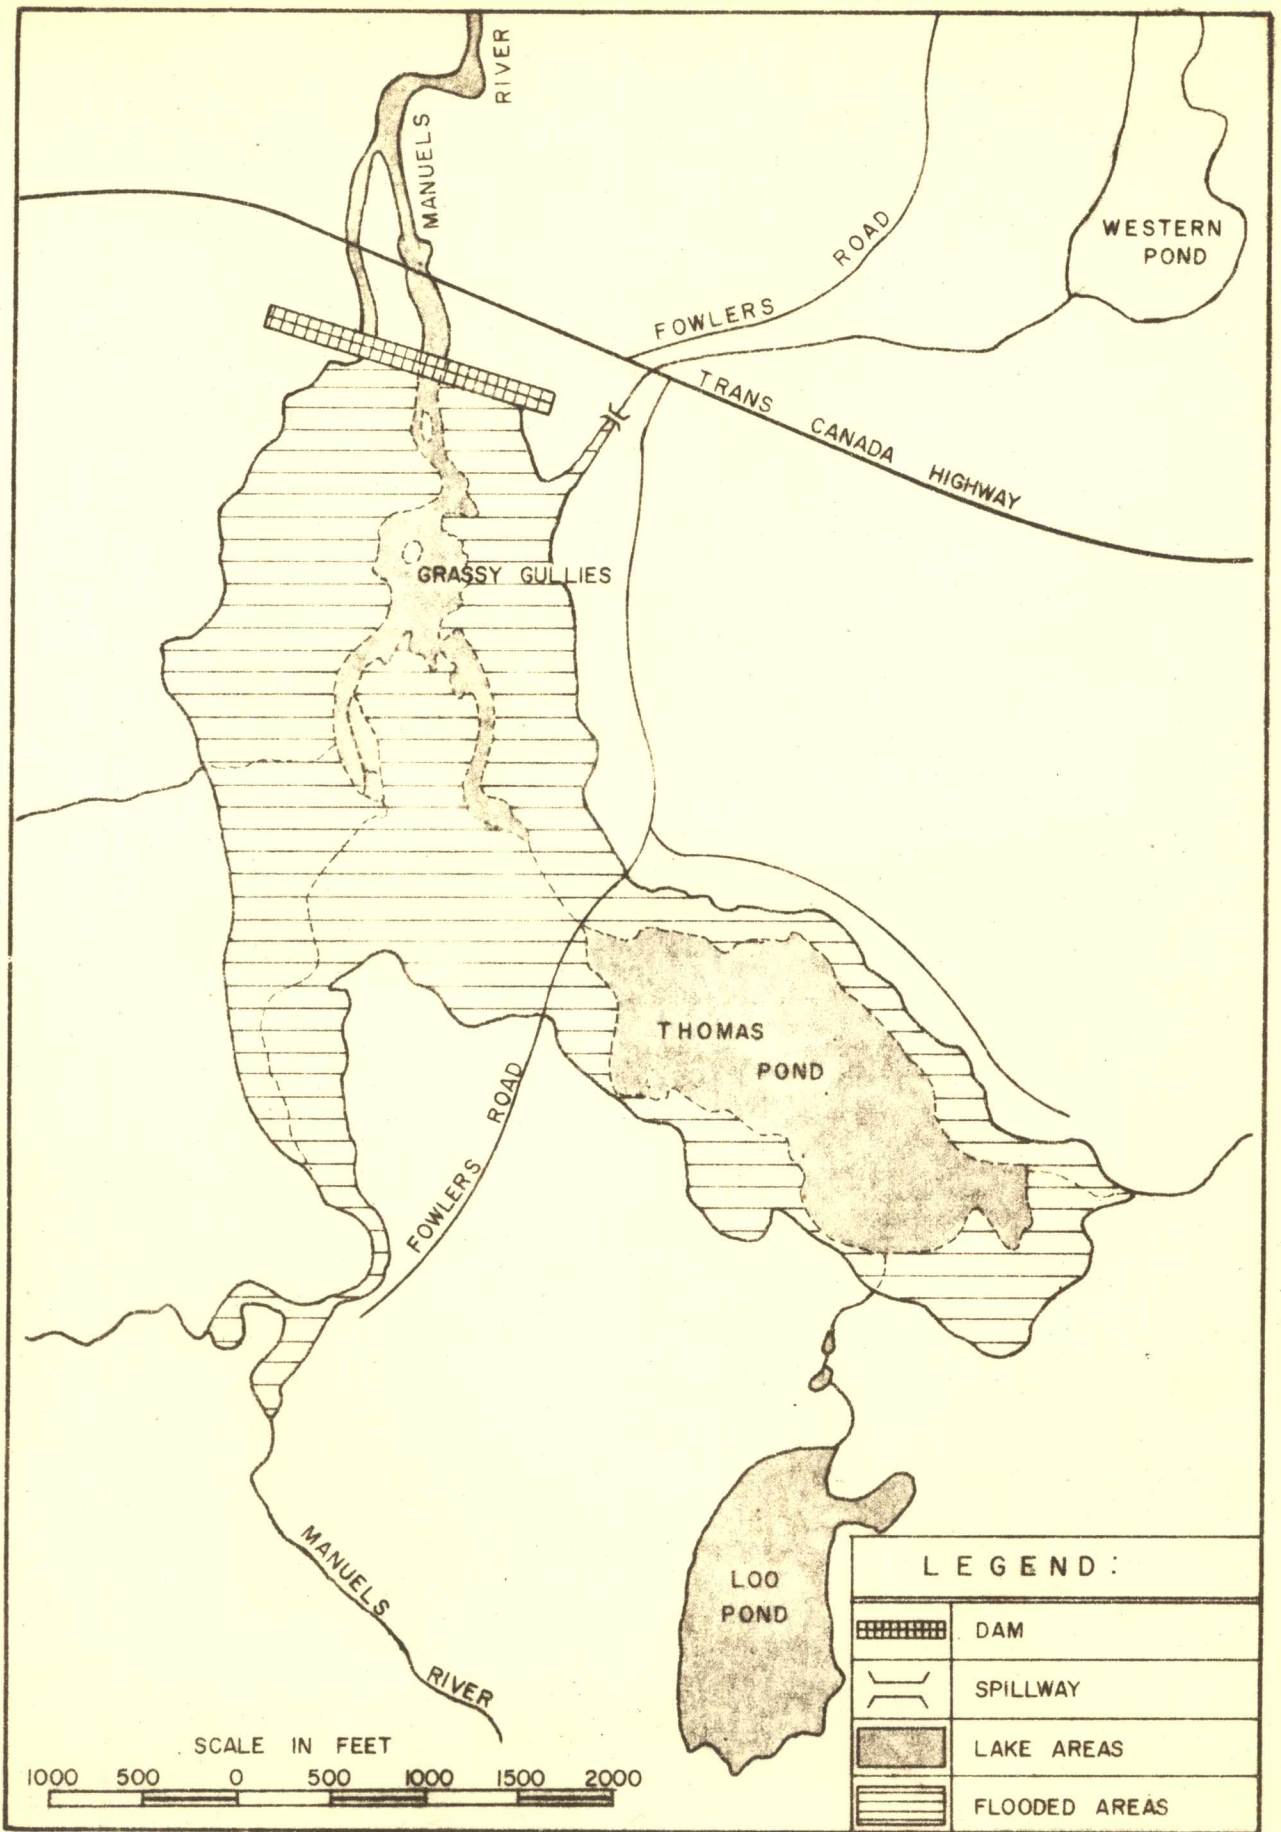 RIVER
MANUELS
WESTERN
POND
ROAD
FOWLERS
TRANS CANADA HIGHWAY
GRASSY GULLIES
THOMAS
POND
ROAD
FOWLERS
LOO
POND
MANUELS
RIVER
LEGEND:
DAM
SPILLWAY
LAKE AREAS
FLOODED AREAS
SCALE IN FEET
1000 500 0 500 1000 1500 2000